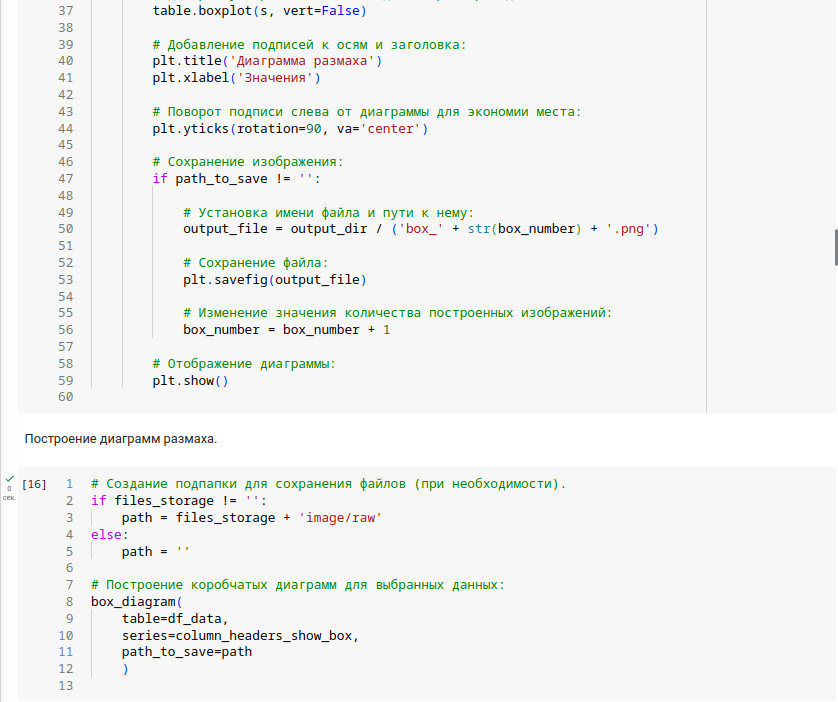 37 table.boxplot(s, vert=False)
38
39 # Добавление подписей к осям и заголовка:
40 plt.title('Диаграмма размаха')
41 plt.xlabel('Значения')
42
43 # Поворот подписи слева от диаграммы для экономии места:
44 plt.yticks(rotation=90, va='center')
45
46 # Сохранение изображения:
47 if path_to_save != '':
48
49 # Установка имени файла и пути к нему:
50 output_file = output_dir / ('box_' + str(box_number) + '.png')
51
52 # Сохранение файла:
53 plt.savefig(output_file)
54
55 # Изменение значения количества построенных изображений:
56 box_number = box_number + 1
57
58 # Отображение диаграммы:
59 plt.show()
60
Построение диаграмм размаха.
0 сек.
[16] 1 # Создание подпапки для сохранения файлов (при необходимости).
2 if files_storage != '':
3 path = files_storage + 'image/raw'
4 else:
5 path = ''
6
7 # Построение коробчатых диаграмм для выбранных данных:
8 box_diagram(
9 table=df_data,
10 series=column_headers_show_box,
11 path_to_save=path
12 )
13